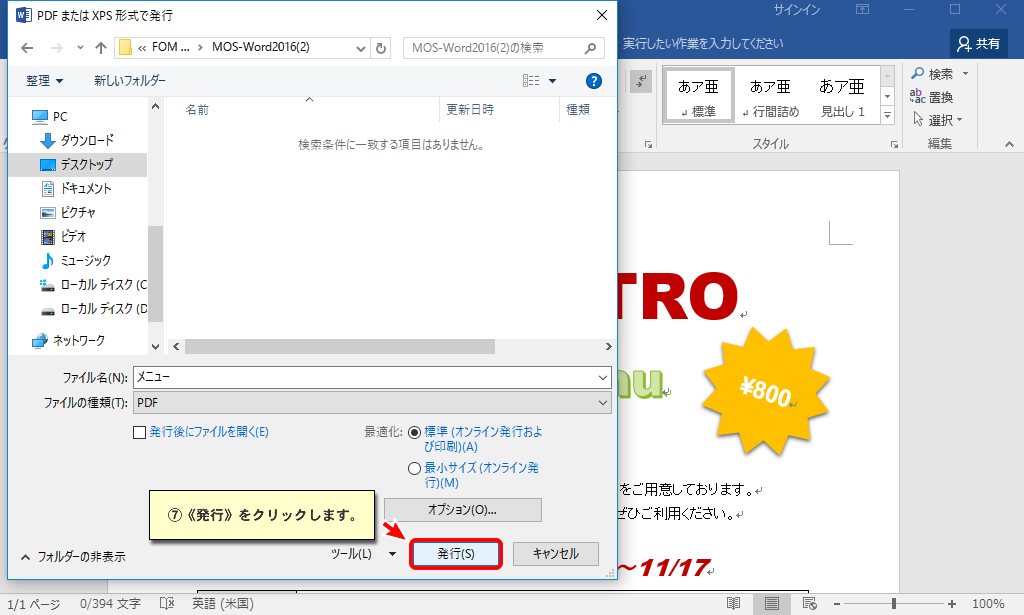 PDF または XPS 形式で発行
サインイン
« FOM ... › MOS-Word2016(2)
MOS-Word2016(2)の検索
実行したい作業を入力してください
共有
整理
新しいフォルダー
名前
更新日時
種類
検索条件に一致する項目はありません。
PC
ダウンロード
デスクトップ
ドキュメント
ピクチャ
ビデオ
ミュージック
ローカル ディスク (C
ローカル ディスク (D
ネットワーク
ファイル名(N):
メニュー
ファイルの種類(T):
PDF
発行後にファイルを開く(E)
最適化:
標準 (オンライン発行およ
び印刷)(A)
最小サイズ (オンライン発
行)(M)
オプション(O)...
⑦《発行》をクリックします。
フォルダーの非表示
ツール(L)
発行(S)
キャンセル
あア亜
標準
あア亜
行間詰め
あア亜
見出し 1
スタイル
検索
置換
選択
編集
TRO
nu
¥800
をご用意しております。
ぜひご利用ください。
~11/17
1/1 ページ
0/394 文字
英語 (米国)
100%